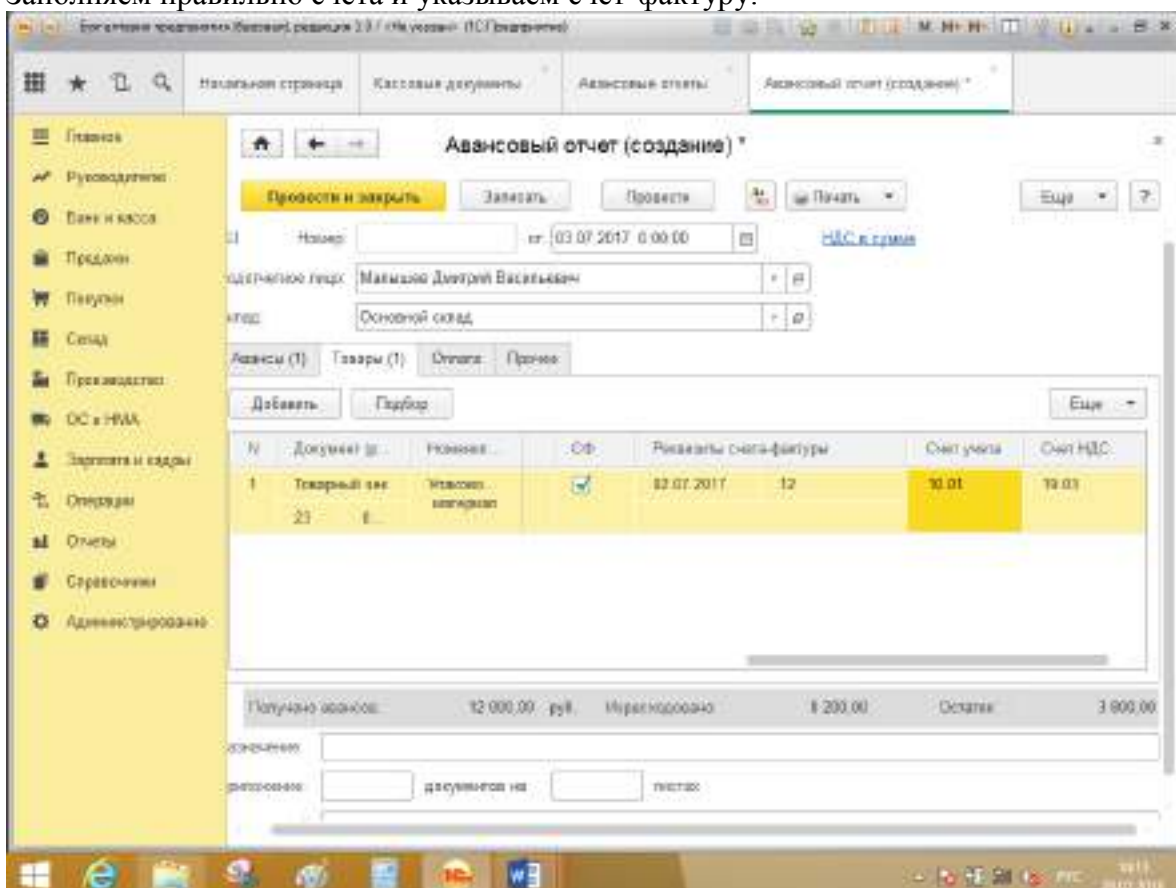 Заполняем правильно счета и указываем счет-фактуру.
Начальная страница Кассовые документы Авансовые отчеты Авансовый отчет (создание) *
Главное
Руководителю
Банк и касса
Продажи
Покупки
Склад
Производство
ОС и НМА
Зарплата и кадры
Операции
Отчеты
Справочники
Администрирование
Авансовый отчет (создание) *
Провести и закрыть Записать Провести Печать Еще ?
Номер: от: 03.07.2017 0:00:00 НДС в сумме
Малышев Дмитрий Васильевич
Основной склад
Авансы (1) Товары (1) Оплата Прочее
Добавить Подбор Еще
N Документ (р... Номенкл... СФ Реквизиты счета-фактуры Счет учета Счет НДС
1 Товарный чек 02.07.2017 12 10.01 19.03
23 материал
Получено авансов: 12 000,00 руб. Израсходовано: 8 200,00 Остаток: 3 800,00
документов на листах
РУС